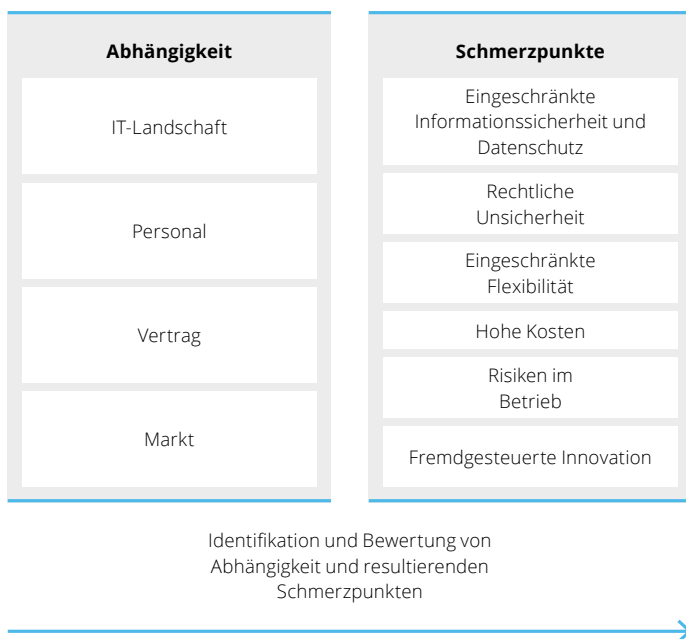 Abhängigkeit
IT-Landschaft
Personal
Vertrag
Markt
Schmerzpunkte
Eingeschränkte
Informationssicherheit und
Datenschutz
Rechtliche
Unsicherheit
Eingeschränkte
Flexibilität
Hohe Kosten
Risiken im
Betrieb
Fremdgesteuerte Innovation
Identifikation und Bewertung von
Abhängigkeit und resultierenden
Schmerzpunkten